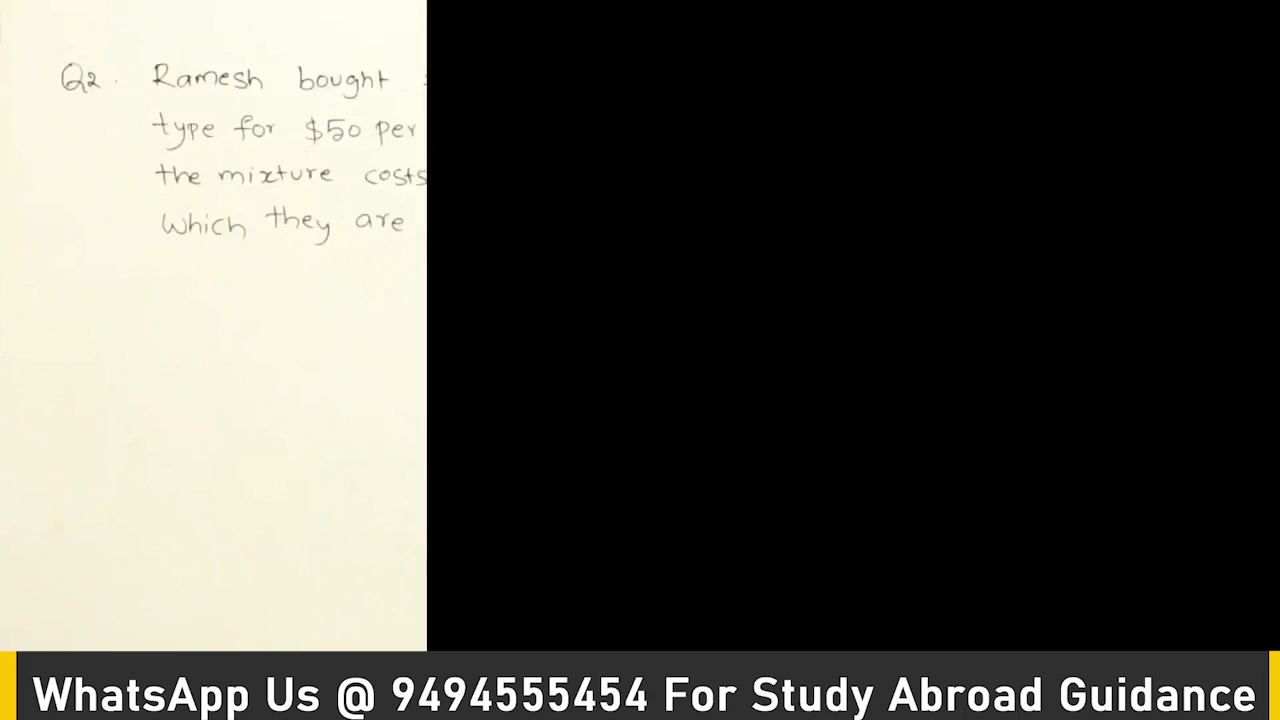 Q2. Ramesh bought
type for $50 per
the mixture costs
which they are
WhatsApp Us @ 9494555454 For Study Abroad Guidance